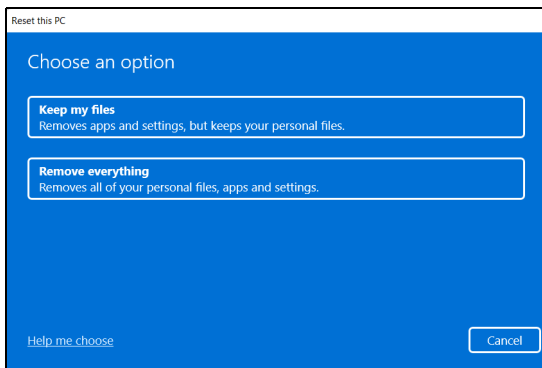 Reset this PC
Choose an option
Keep my files
Removes apps and settings, but keeps your personal files.
Remove everything
Removes all of your personal files, apps and settings.
Help me choose
Cancel